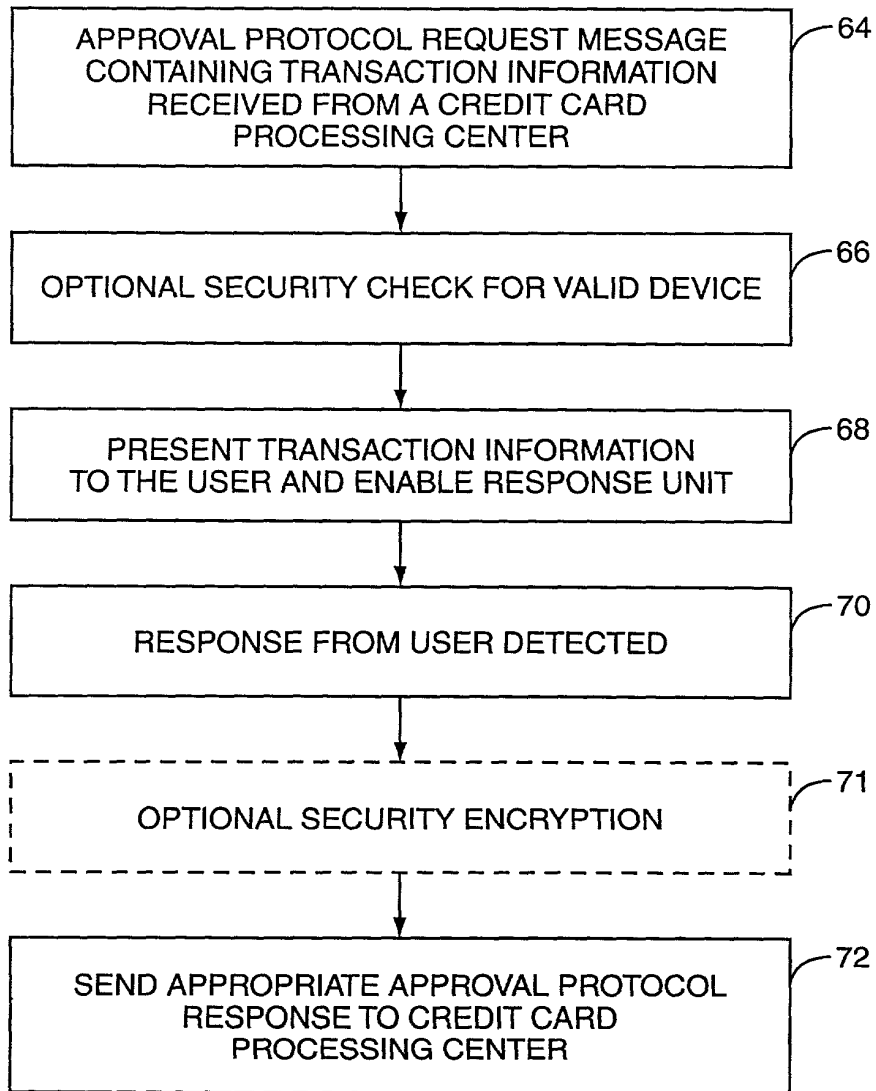 APPROVAL PROTOCOL REQUEST MESSAGE
CONTAINING TRANSACTION INFORMATION
RECEIVED FROM A CREDIT CARD
PROCESSING CENTER
64
OPTIONAL SECURITY CHECK FOR VALID DEVICE
66
PRESENT TRANSACTION INFORMATION
TO THE USER AND ENABLE RESPONSE UNIT
68
RESPONSE FROM USER DETECTED
70
OPTIONAL SECURITY ENCRYPTION
71
SEND APPROPRIATE APPROVAL PROTOCOL
RESPONSE TO CREDIT CARD
PROCESSING CENTER
72